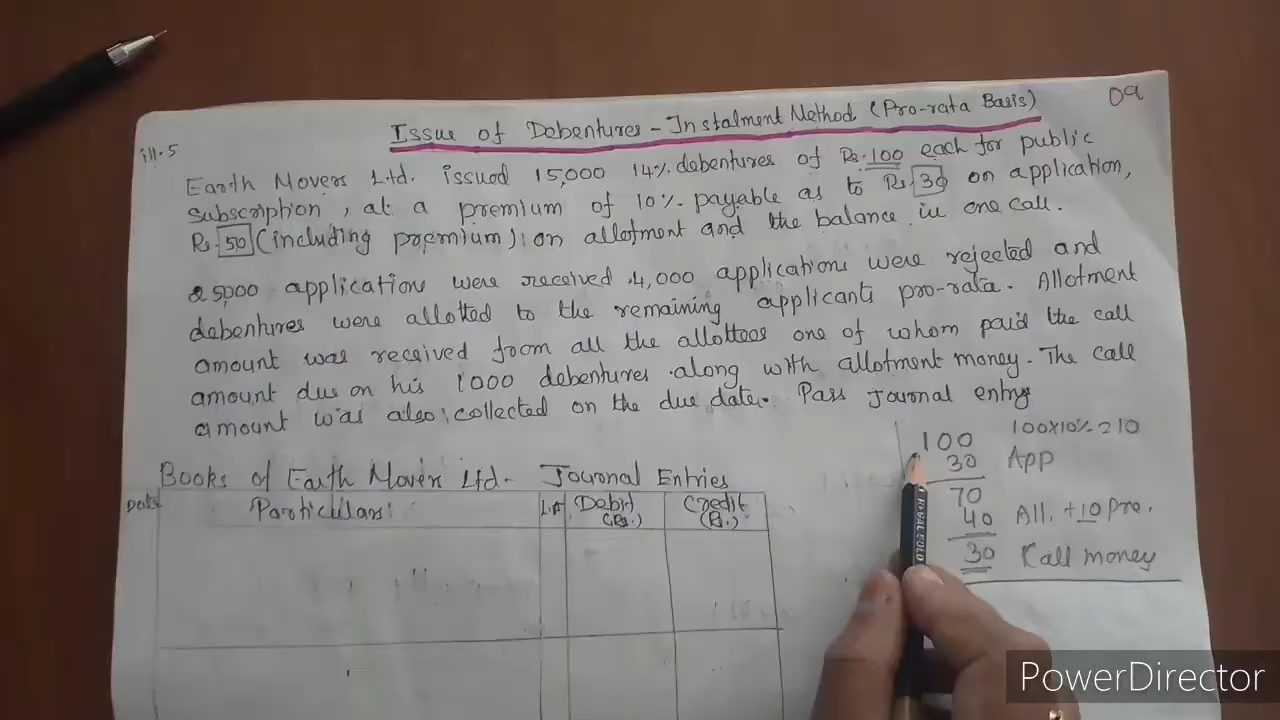 09
Issue of Debentures - Instalment Method (Pro-rata Basis)
ill.5
Earth Movers Ltd. issued 15,000 14% debentures of Rs.100 each for public
subscription, at a premium of 10% payable as to Rs.30 on application,
Rs.50 (including premium) on allotment and the balance in one call.
25000 application were received 4,000 applications were rejected and
debentures were allotted to the remaining applicants pro-rata. Allotment
amount was received from all the allottees one of whom paid the call
amount due on his 1000 debentures along with allotment money. The call
amount was also collected on the due date. Pass Journal entry
100 100x10%=10
30 App
70
40 All. +10 pre.
30 Call money
Books of Earth Movers Ltd- Journal Entries
Date Particulars L.F Debit (Rs.) Credit (Rs.)
PowerDirector